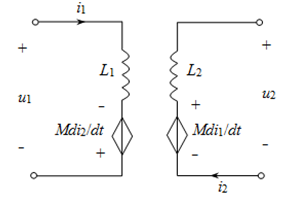 i1
+ +
L1 L2
u1 - + u2
Mdi2/dt Mdi1/dt
- + - -
i2